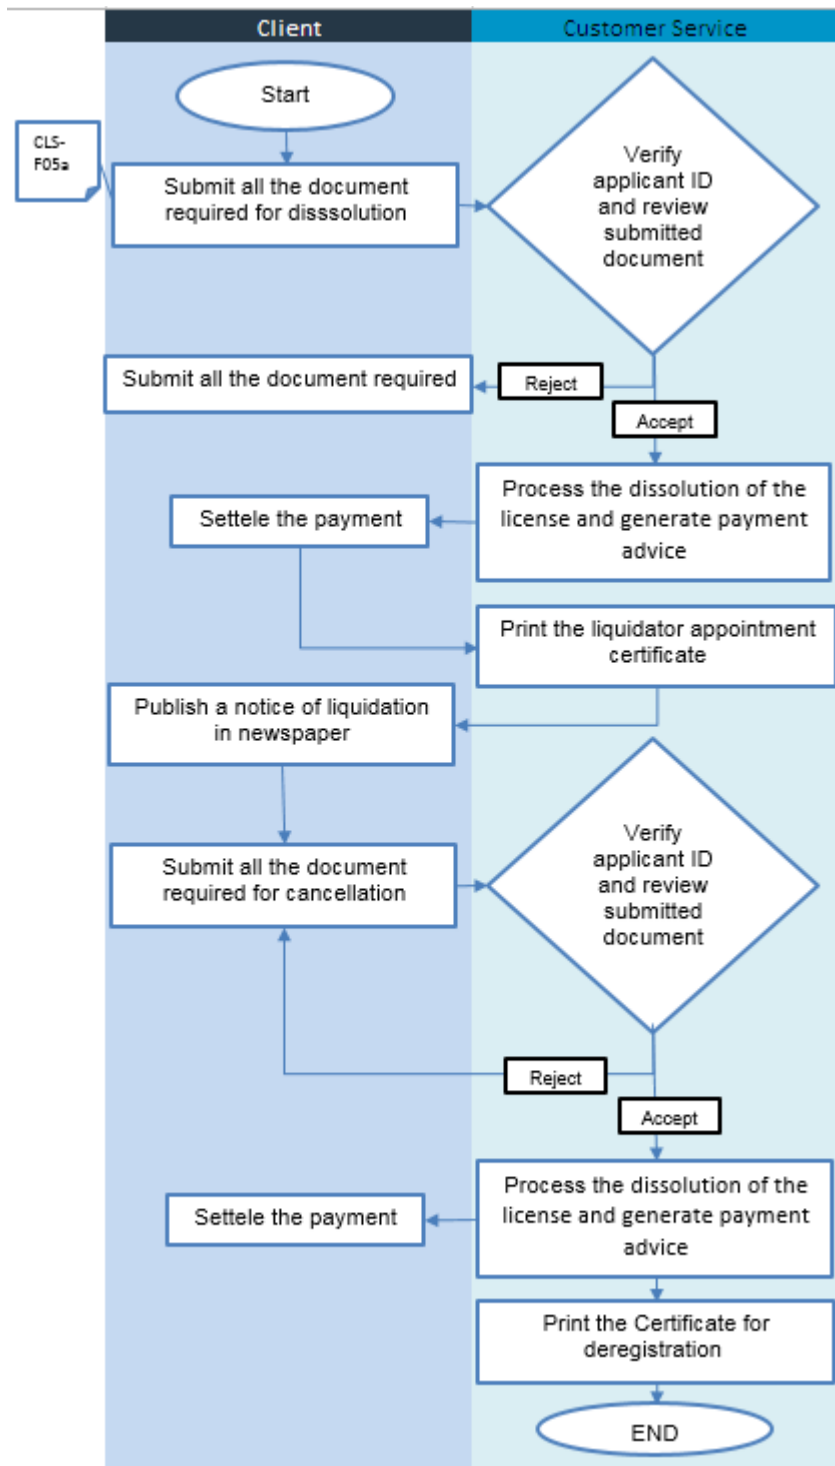 Client
Customer Service
Start
CLS-
F05a
Submit all the document
required for disssolution
Verify
applicant ID
and review
submitted
document
Submit all the document required
Reject
Accept
Process the dissolution of the
license and generate payment
advice
Settele the payment
Print the liquidator appointment
certificate
Publish a notice of liquidation
in newspaper
Submit all the document
required for cancellation
Verify
applicant ID
and review
submitted
document
Reject
Accept
Process the dissolution of the
license and generate payment
advice
Settele the payment
Print the Certificate for
deregistration
END